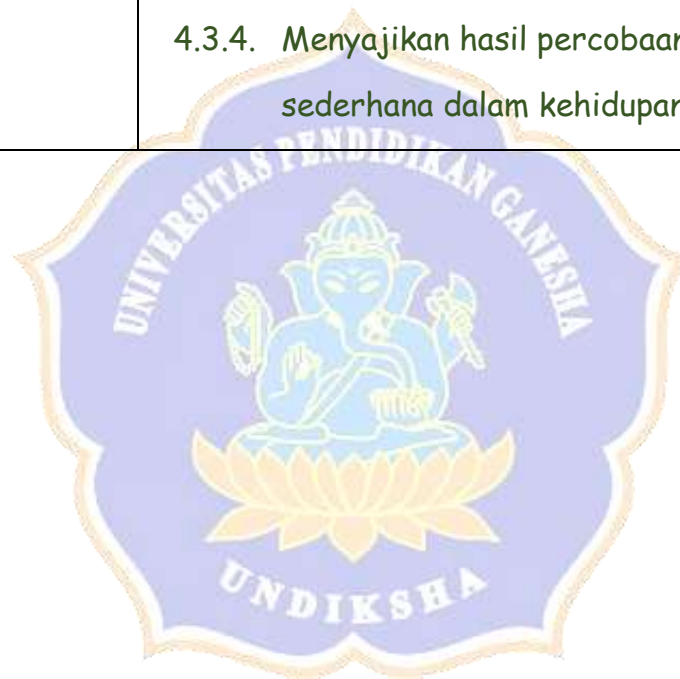 4.3.4. Menyajikan hasil percobaan
sederhana dalam kehidupan
UNIVERSITAS PENDIDIKAN GANESHA
UNDIKSHA